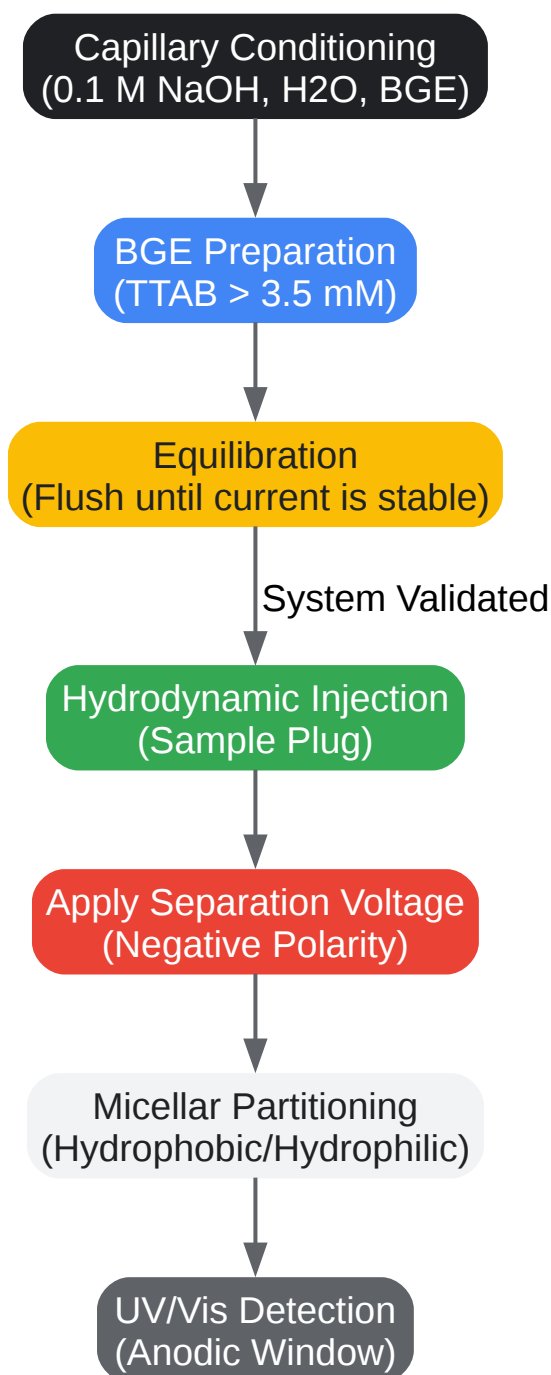 Capillary Conditioning
(0.1 M NaOH, H2O, BGE)
BGE Preparation
(TTAB > 3.5 mM)
Equilibration
(Flush until current is stable)
System Validated
Hydrodynamic Injection
(Sample Plug)
Apply Separation Voltage
(Negative Polarity)
Micellar Partitioning
(Hydrophobic/Hydrophilic)
UV/Vis Detection
(Anodic Window)